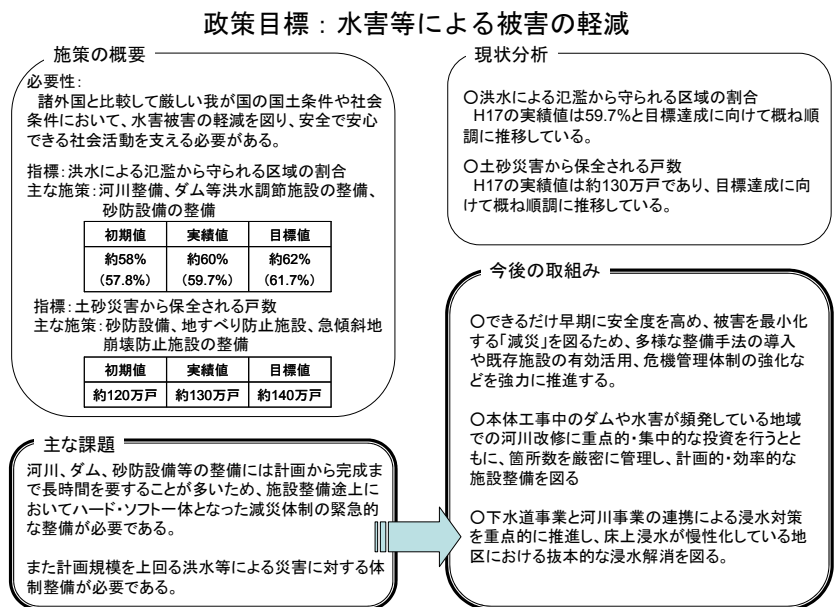 政策目標：水害等による被害の軽減
施策の概要
必要性：
諸外国と比較して厳しい我が国の国土条件や社会
条件において、水害被害の軽減を図り、安全で安心
できる社会活動を支える必要がある。
指標：洪水による氾濫から守られる区域の割合
主な施策：河川整備、ダム等洪水調節施設の整備、
砂防設備の整備
初期値 実績値 目標値
約58% 約60% 約62%
（57.8%） （59.7%） （61.7%）
指標：土砂災害から保全される戸数
主な施策：砂防設備、地すべり防止施設、急傾斜地
崩壊防止施設の整備
初期値 実績値 目標値
約120万戸 約130万戸 約140万戸
主な課題
河川、ダム、砂防設備等の整備には計画から完成ま
で長時間を要することが多いため、施設整備途上に
おいてハード・ソフト一体となった減災体制の緊急的
な整備が必要である。
また計画規模を上回る洪水等による災害に対する体
制整備が必要である。
現状分析
○洪水による氾濫から守られる区域の割合
H17の実績値は59.7%と目標達成に向けて概ね順
調に推移している。
○土砂災害から保全される戸数
H17の実績値は約130万戸であり、目標達成に向
けて概ね順調に推移している。
今後の取組み
○できるだけ早期に安全度を高め、被害を最小化
する「減災」を図るため、多様な整備手法の導入
や既存施設の有効活用、危機管理体制の強化な
どを強力に推進する。
○本体工事中のダムや水害が頻発している地域
での河川改修に重点的・集中的な投資を行うとと
もに、箇所数を厳密に管理し、計画的・効率的な
施設整備を図る
○下水道事業と河川事業の連携による浸水対策
を重点的に推進し、床上浸水が慢性化している地
区における抜本的な浸水解消を図る。